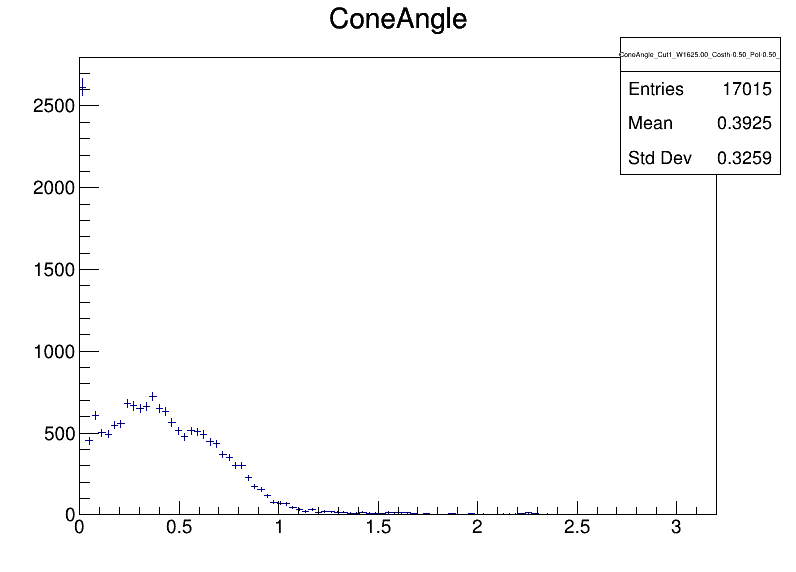 ConeAngle
ConeAngle_Cut1_W1625.00_Costh-0.50_Pol-0.50_
Entries 17015
Mean 0.3925
Std Dev 0.3259
2500
2000
1500
1000
500
0
0 0.5 1 1.5 2 2.5 3